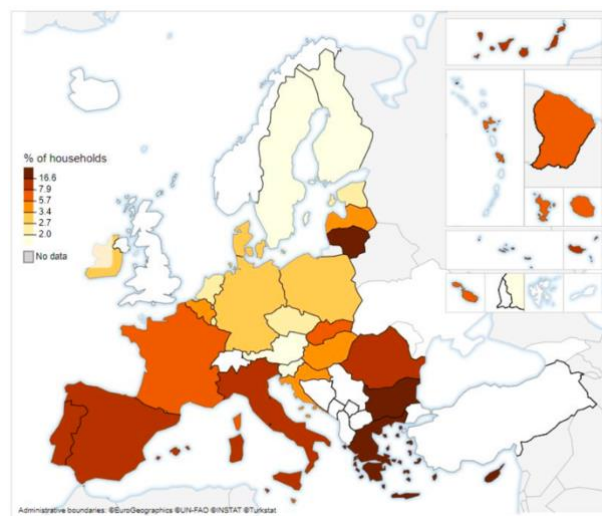 % of households
16.6
7.9
5.7
3.4
2.7
2.0
No data
Administrative boundaries: ©EuroGeographics ©UN-FAO ©INSTAT ©Turkstat